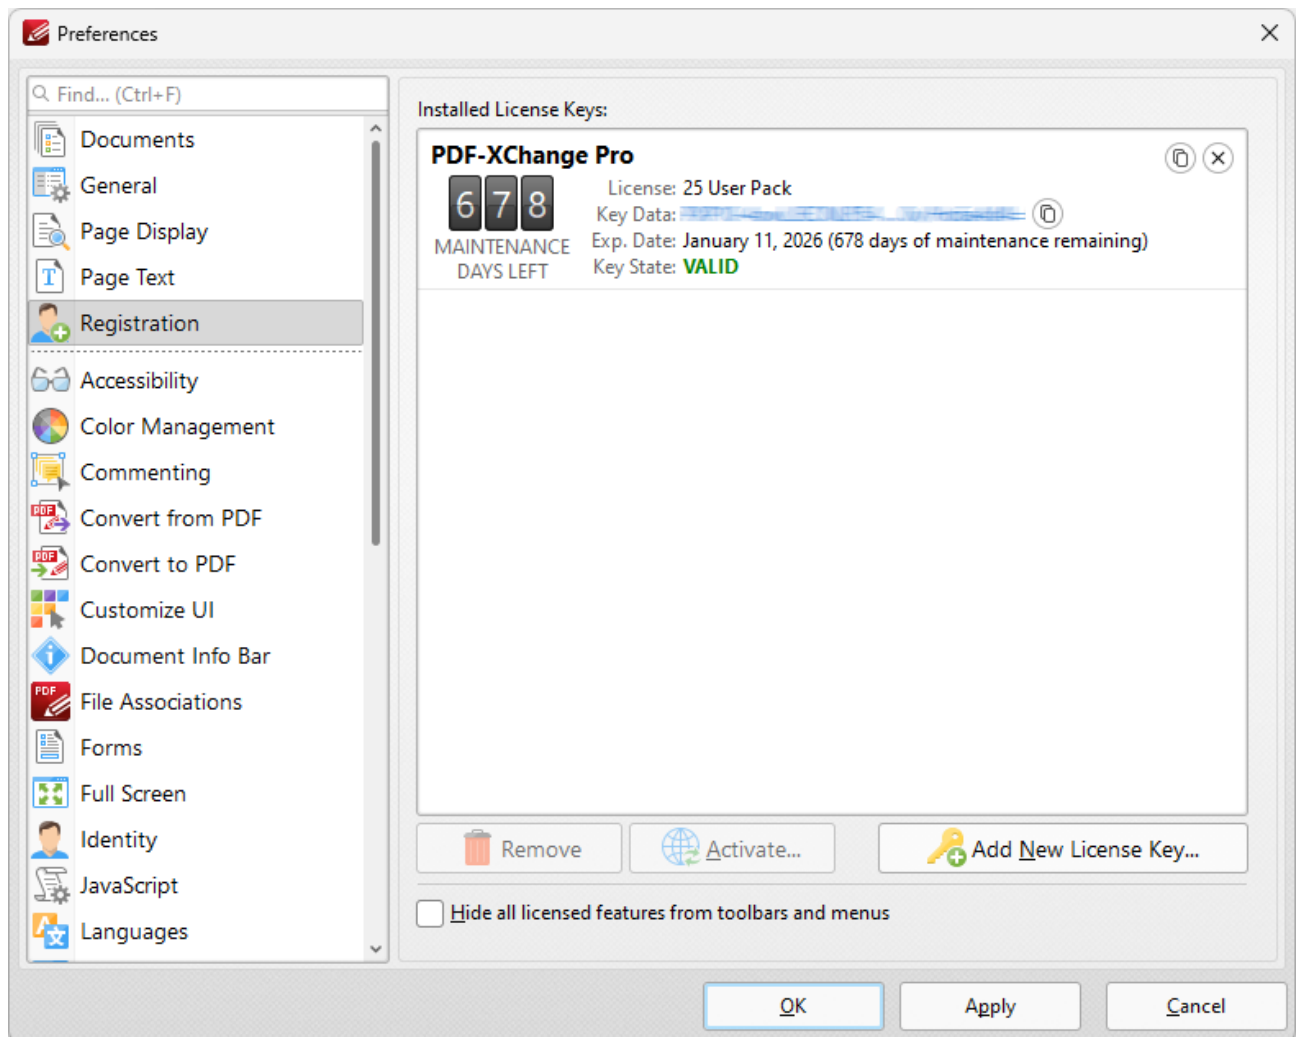 Preferences
Find... (Ctrl+F)
Documents
General
Page Display
Page Text
Registration
Accessibility
Color Management
Commenting
Convert from PDF
Convert to PDF
Customize UI
Document Info Bar
File Associations
Forms
Full Screen
Identity
JavaScript
Languages
Installed License Keys:
PDF-XChange Pro
678
MAINTENANCE
DAYS LEFT
License: 25 User Pack
Key Data:
Exp. Date: January 11, 2026 (678 days of maintenance remaining)
Key State: VALID
Remove
Activate...
Add New License Key...
Hide all licensed features from toolbars and menus
OK
Apply
Cancel